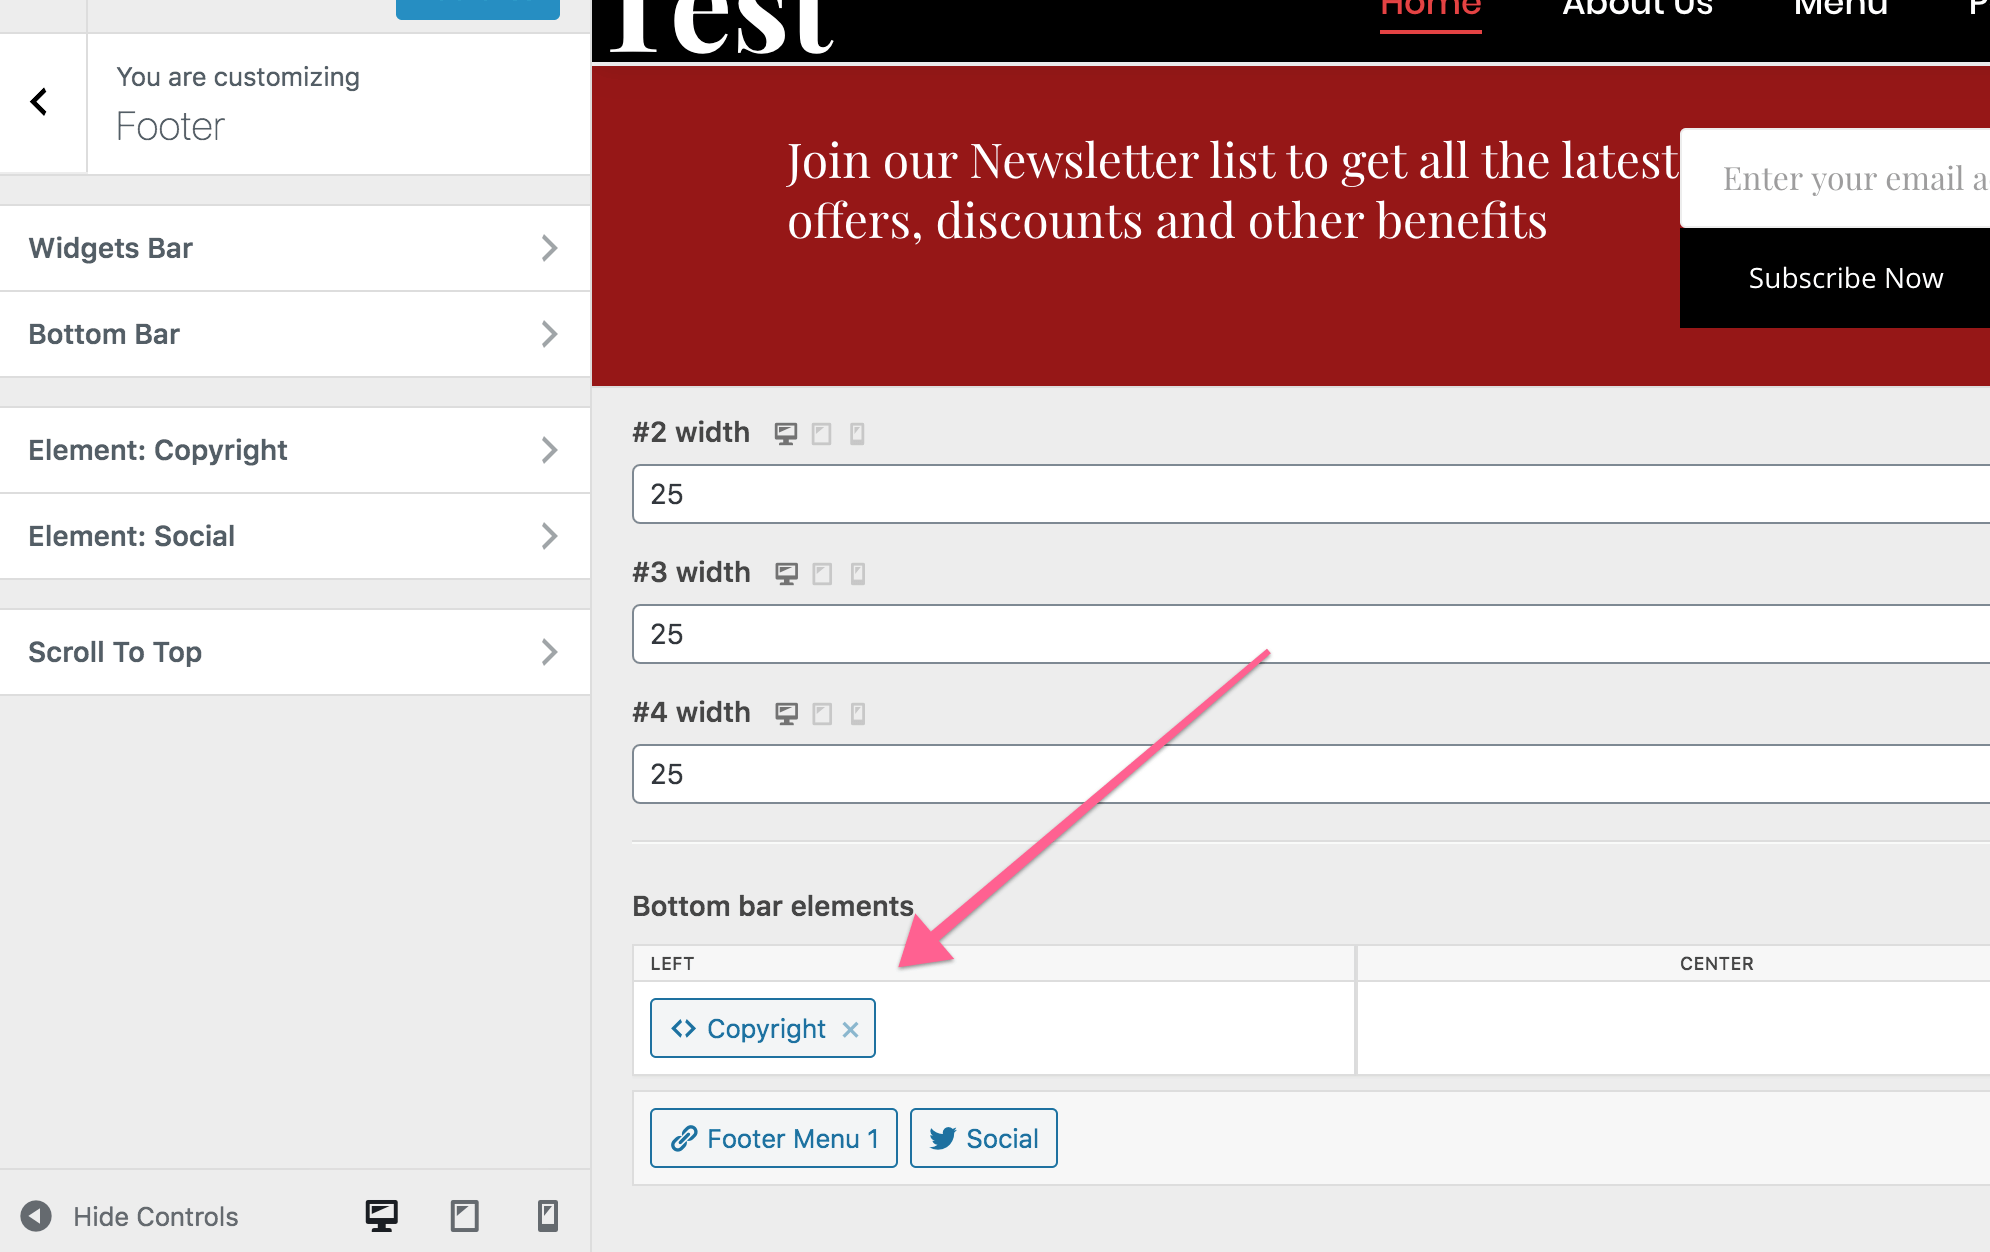 You are customizing
Footer
Widgets Bar
Bottom Bar
Element: Copyright
Element: Social
Scroll To Top
Hide Controls
Test
Home About Us Menu P
Join our Newsletter list to get all the latest
offers, discounts and other benefits
Enter your email a
Subscribe Now
#2 width
25
#3 width
25
#4 width
25
Bottom bar elements
LEFT CENTER
<> Copyright ×
Footer Menu 1 Social